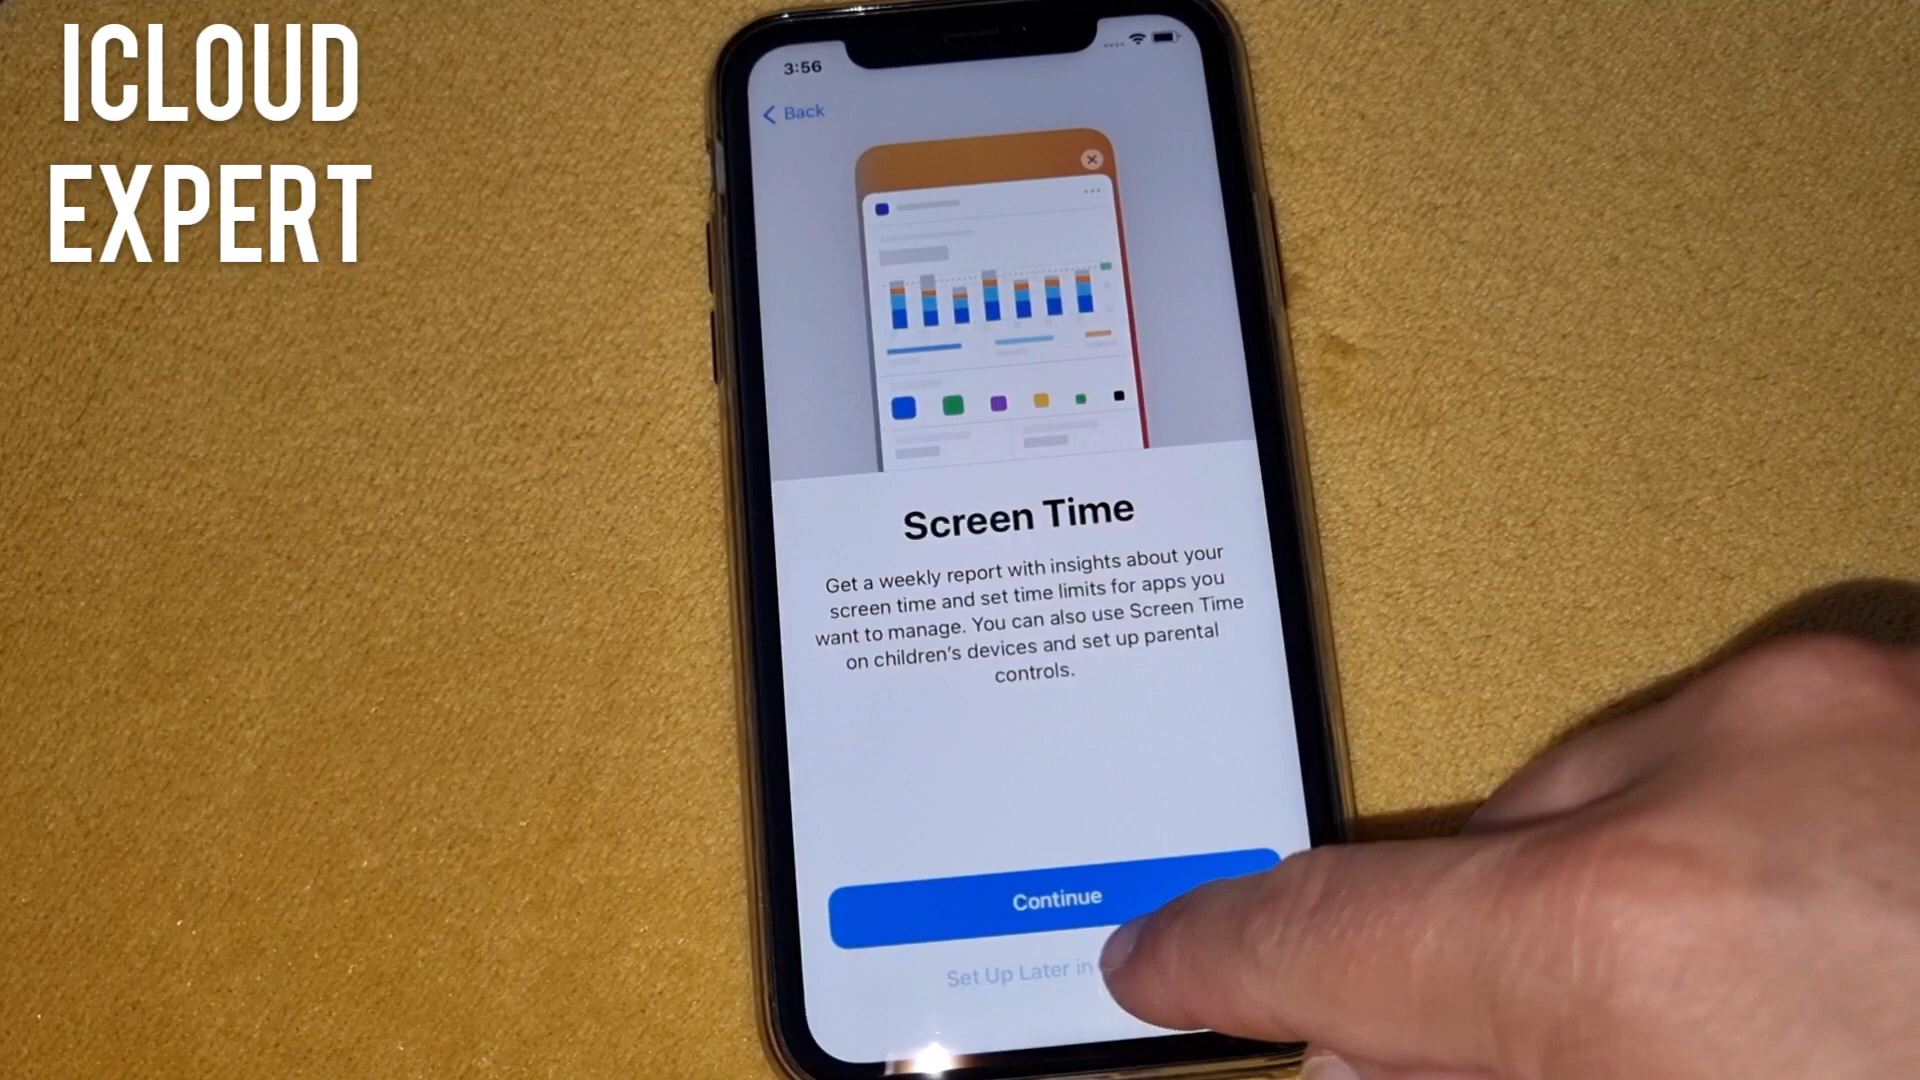 ICLOUD
EXPERT
3:56
Back
Screen Time
Get a weekly report with insights about your
screen time and set time limits for apps you
want to manage. You can also use Screen Time
on children's devices and set up parental
controls.
Continue
Set Up Later in